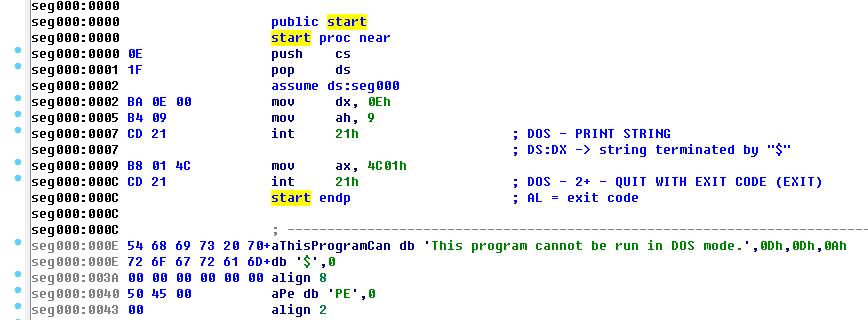 seg000:0000
seg000:0000 public start
seg000:0000 start proc near
seg000:0000 0E push cs
seg000:0001 1F pop ds
seg000:0002 assume ds:seg000
seg000:0002 BA 0E 00 mov dx, 0Eh
seg000:0005 B4 09 mov ah, 9
seg000:0007 CD 21 int 21h ; DOS - PRINT STRING
seg000:0007 ; DS:DX -> string terminated by "$"
seg000:0009 B8 01 4C mov ax, 4C01h
seg000:000C CD 21 int 21h ; DOS - 2+ - QUIT WITH EXIT CODE (EXIT)
seg000:000C start endp ; AL = exit code
seg000:000C
seg000:000C ; ---------------------------------------------------------------------------
seg000:000E 54 68 69 73 20 70+aThisProgramCan db 'This program cannot be run in DOS mode.',0Dh,0Dh,0Ah
seg000:000E 72 6F 67 72 61 6D+db '$',0
seg000:003A 00 00 00 00 00 00 align 8
seg000:0040 50 45 00 aPe db 'PE',0
seg000:0043 00 align 2